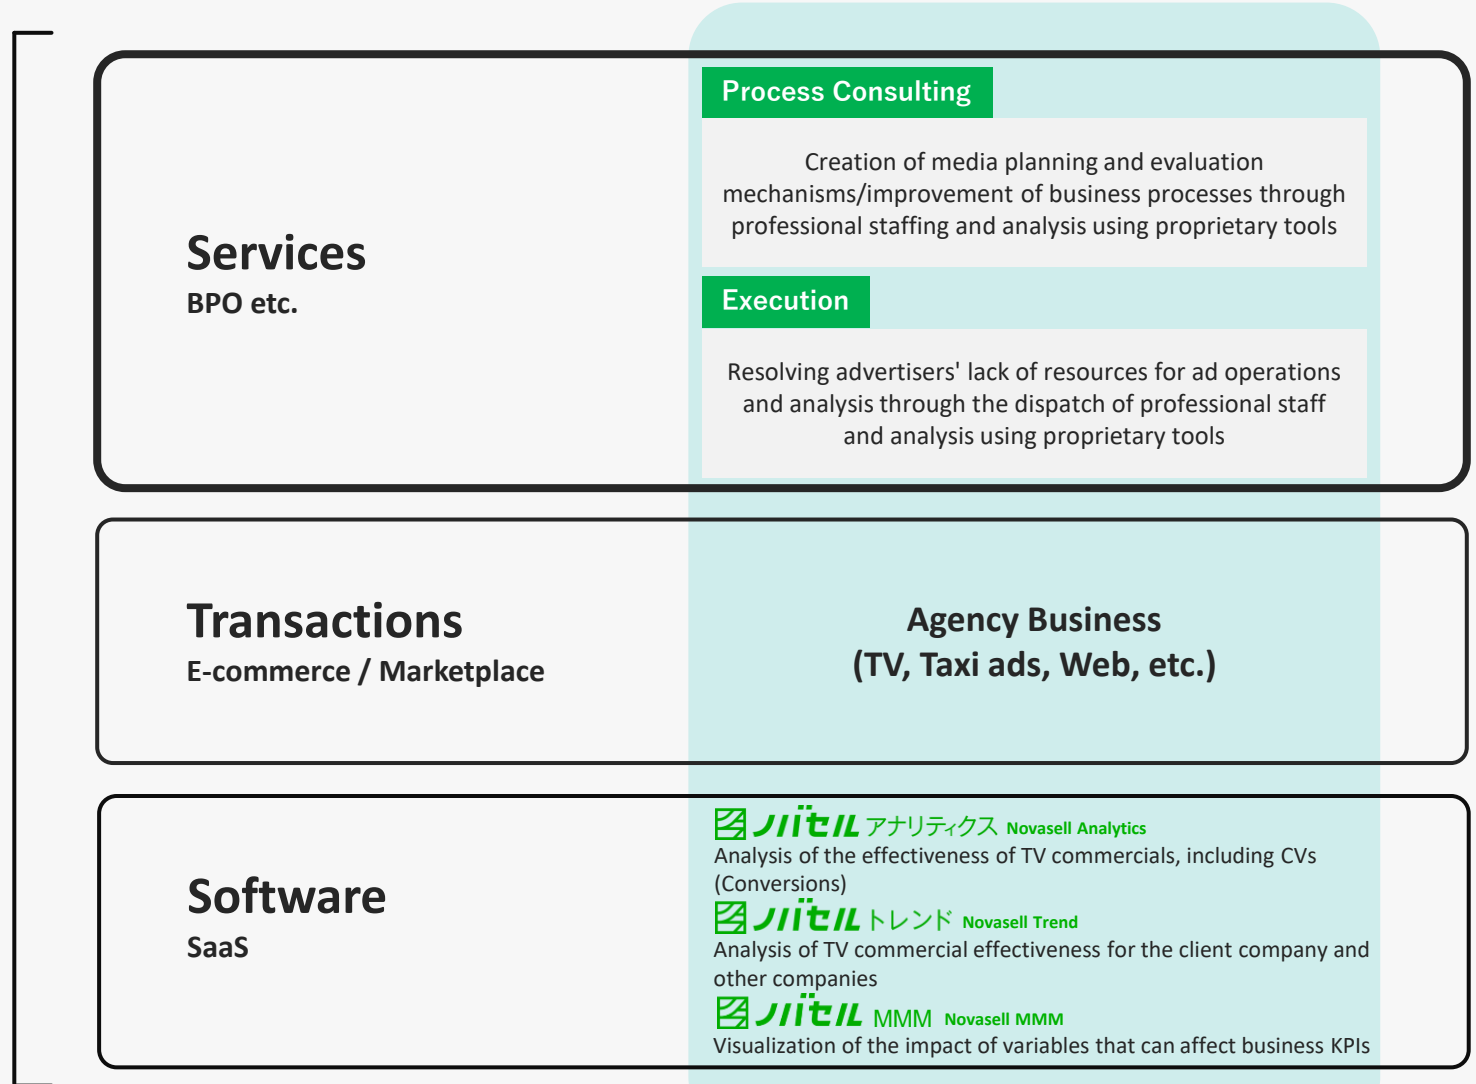 Services
BPO etc.
Process Consulting
Creation of media planning and evaluation
mechanisms/improvement of business processes through
professional staffing and analysis using proprietary tools
Execution
Resolving advertisers' lack of resources for ad operations
and analysis through the dispatch of professional staff
and analysis using proprietary tools
Transactions
E-commerce / Marketplace
Agency Business
(TV, Taxi ads, Web, etc.)
Software
SaaS
ノバセル アナリティクス Novasell Analytics
Analysis of the effectiveness of TV commercials, including CVs
(Conversions)
ノバセル トレンド Novasell Trend
Analysis of TV commercial effectiveness for the client company and
other companies
ノバセル MMM Novasell MMM
Visualization of the impact of variables that can affect business KPIs